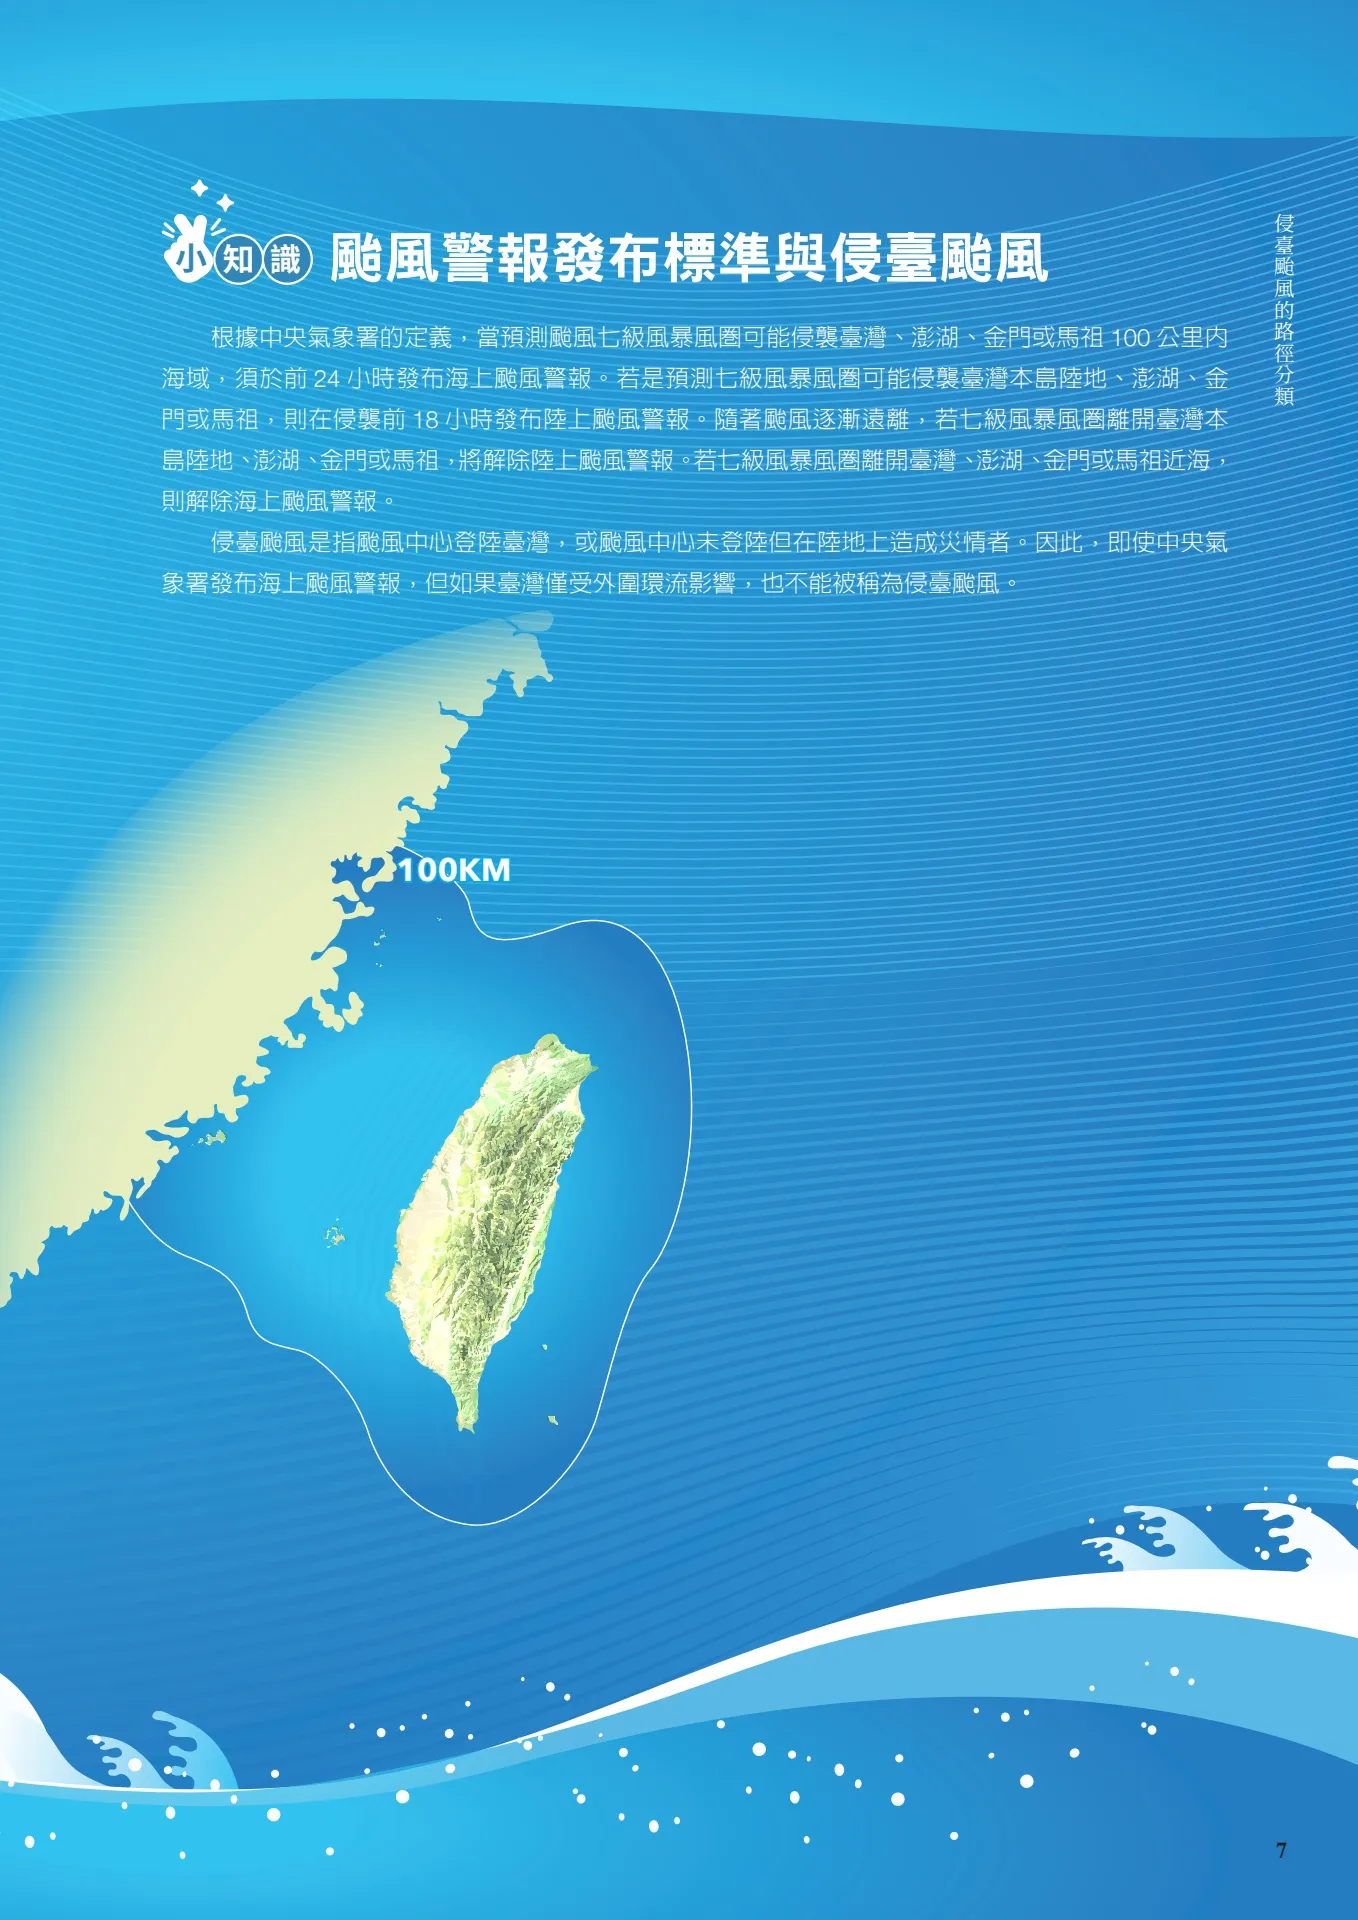 小知識 颱風警報發布標準與侵臺颱風
根據中央氣象署的定義，當預測颱風七級風暴風圈可能侵襲臺灣、澎湖、金門或馬祖 100 公里內
海域，須於前 24 小時發布海上颱風警報。若是預測七級風暴風圈可能侵襲臺灣本島陸地、澎湖、金
門或馬祖，則在侵襲前 18 小時發布陸上颱風警報。隨著颱風逐漸遠離，若七級風暴風圈離開臺灣本
島陸地、澎湖、金門或馬祖，將解除陸上颱風警報。若七級風暴風圈離開臺灣、澎湖、金門或馬祖近海，
則解除海上颱風警報。
侵臺颱風是指颱風中心登陸臺灣，或颱風中心未登陸但在陸地上造成災情者。因此，即使中央氣
象署發布海上颱風警報，但如果臺灣僅受外圍環流影響，也不能被稱為侵臺颱風。
侵臺颱風的路徑分類
100KM
7